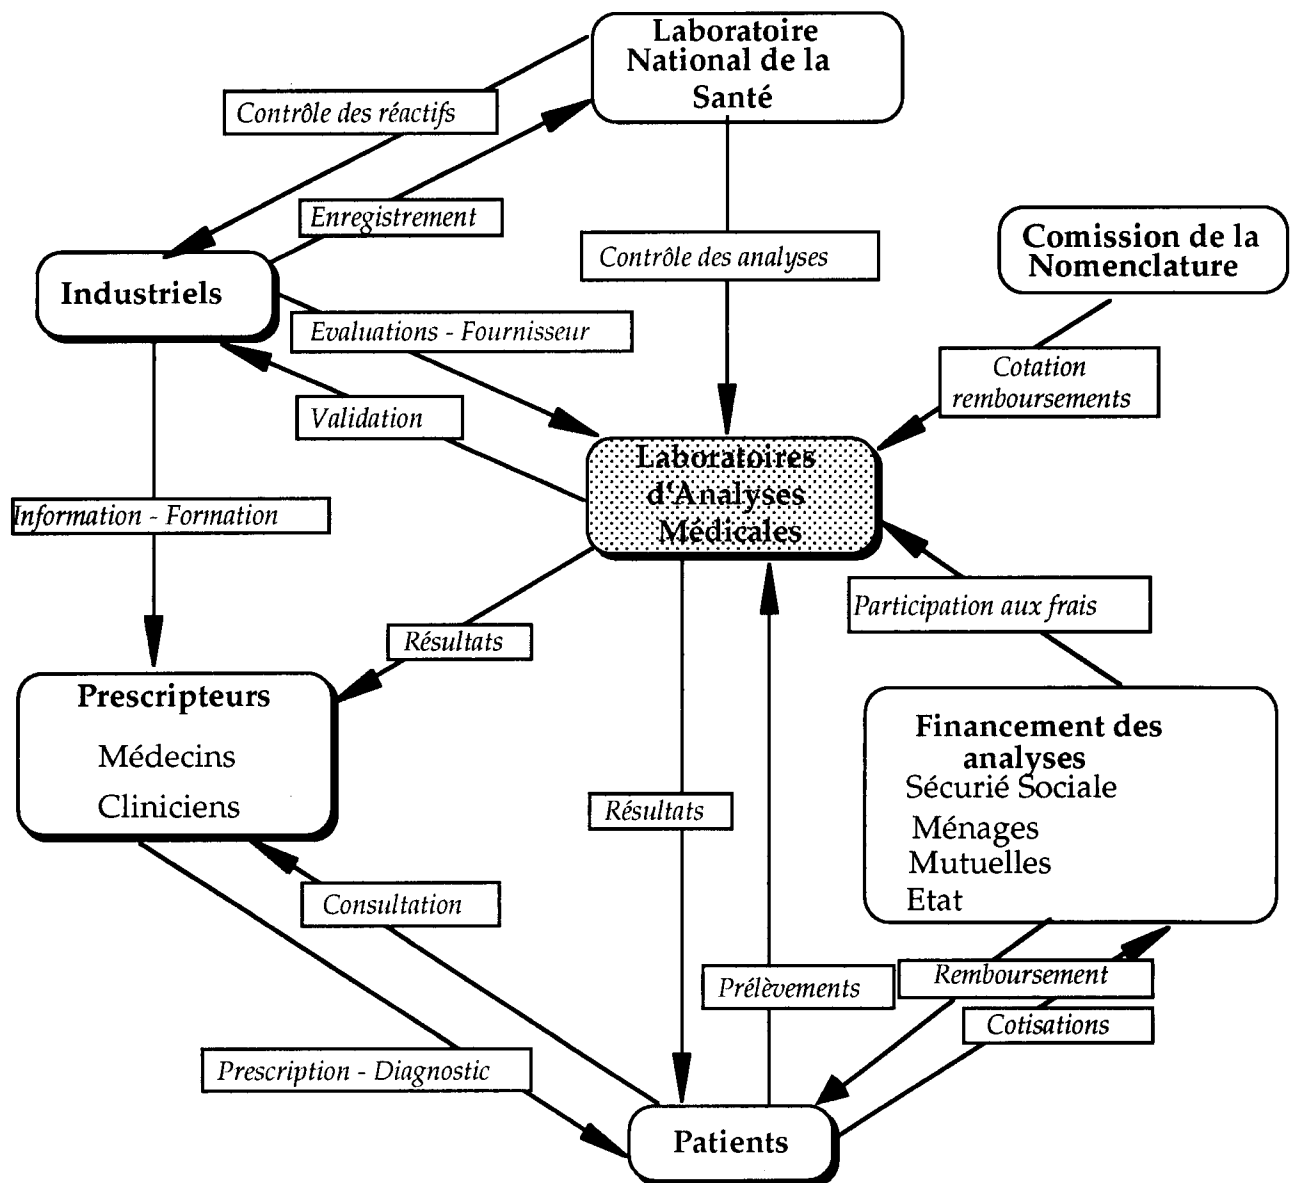 Laboratoire
National de la
Santé
Contrôle des réactifs
Enregistrement
Contrôle des analyses
Comission de la
Nomenclature
Industriels
Evaluations - Fournisseur
Cotation
remboursements
Validation
Laboratoires
d'Analyses
Médicales
Information - Formation
Participation aux frais
Résultats
Prescripteurs
Médecins
Cliniciens
Financement des
analyses
Sécurié Sociale
Ménages
Mutuelles
Etat
Résultats
Consultation
Prélèvements
Remboursement
Cotisations
Prescription - Diagnostic
Patients